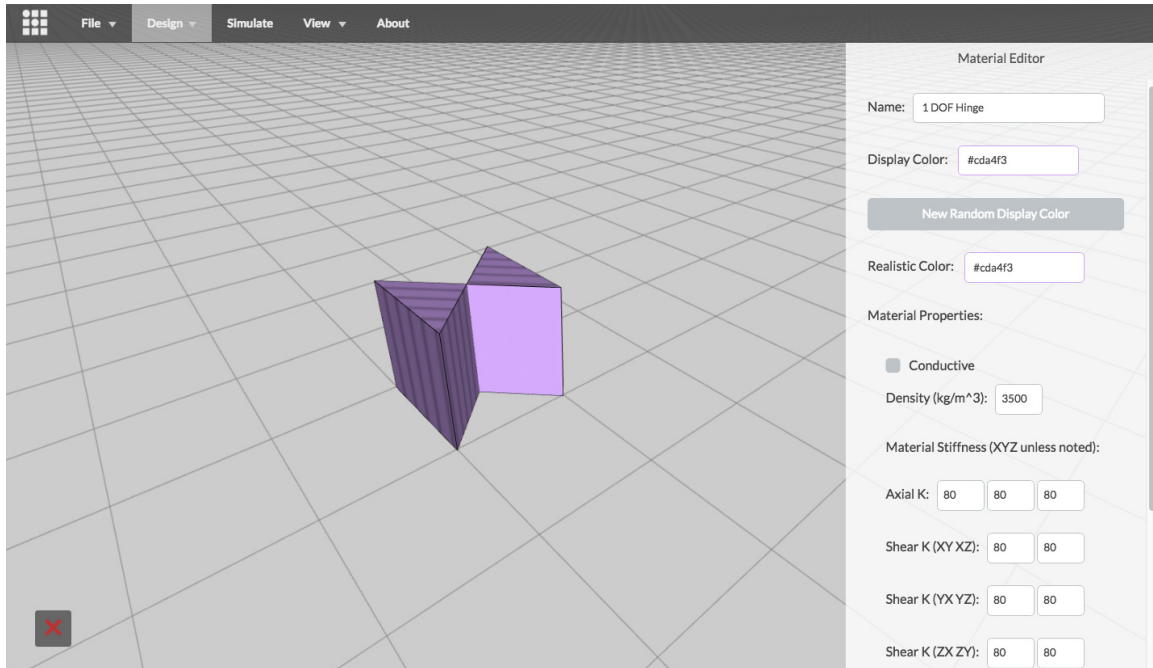 File Design Simulate View About
Material Editor
Name: 1 DOF Hinge
Display Color: #cda4f3
New Random Display Color
Realistic Color: #cda4f3
Material Properties:
Conductive
Density (kg/m^3): 3500
Material Stiffness (XYZ unless noted):
Axial K: 80 80 80
Shear K (XY XZ): 80 80
Shear K (YX YZ): 80 80
Shear K (ZX ZY): 80 80